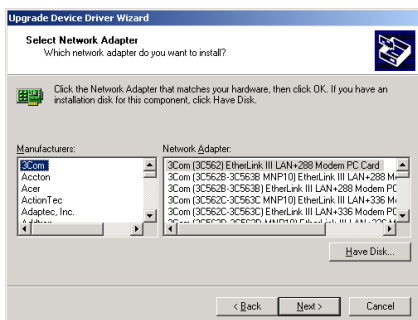 Upgrade Device Driver Wizard
Select Network Adapter
Which network adapter do you want to install?
Click the Network Adapter that matches your hardware, then click OK. If you have an
installation disk for this component, click Have Disk.
Manufacturers:
3Com
Accton
Acer
ActionTec
Adaptec, Inc.
Network Adapter:
3Com (3C562) EtherLink III LAN+288 Modem PC Card
3Com (3C562B-3C563B MNP10) EtherLink III LAN+288 M
3Com (3C562B-3C563B) EtherLink III LAN+288 Modem PC
3Com (3C562C-3C563C MNP10) EtherLink III LAN+336 M
3Com (3C562C-3C563C) EtherLink III LAN+336 Modem PC
Have Disk...
< Back
Next >
Cancel